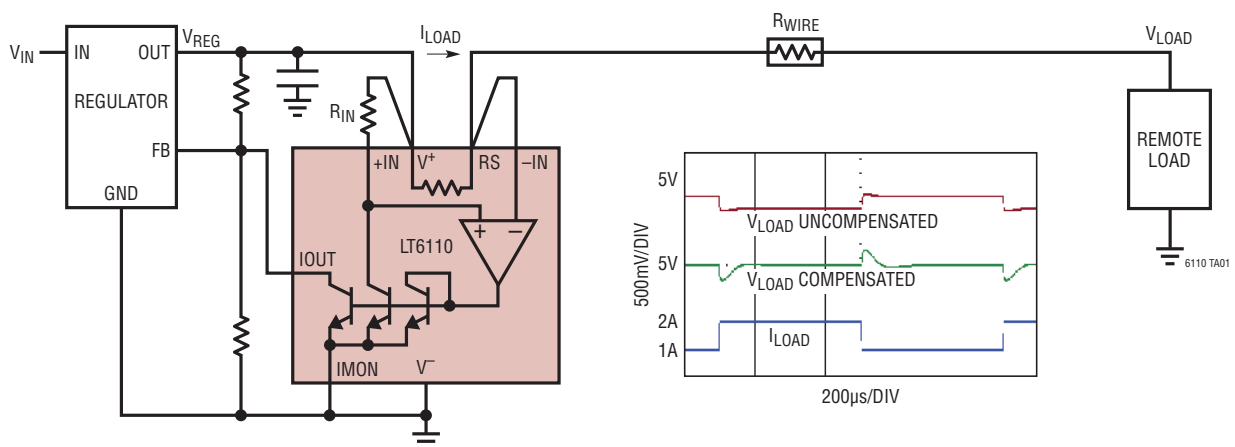 VIN
IN
OUT
REGULATOR
FB
GND
VREG
ILOAD
RWIRE
VLOAD
RIN
+IN
V+
RS
–IN
+
–
LT6110
IOUT
IMON
V–
REMOTE
LOAD
6110 TA01
5V
VLOAD UNCOMPENSATED
5V
VLOAD COMPENSATED
500mV/DIV
2A
ILOAD
1A
200µs/DIV